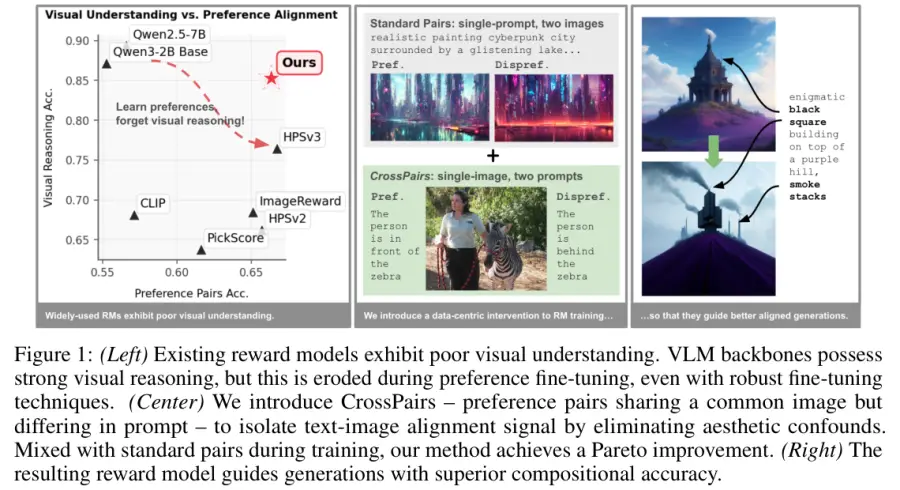 Visual Understanding vs. Preference Alignment
Visual Reasoning Acc.
0.90
0.85
0.80
0.75
0.70
0.65
Qwen2.5-7B
Qwen3-2B Base
Ours
Learn preferences,
forget visual reasoning!
HPSv3
CLIP
ImageReward
HPSv2
PickScore
0.55
0.60
0.65
Preference Pairs Acc.
Widely-used RMs exhibit poor visual understanding.
Standard Pairs: single-prompt, two images
realistic painting cyberpunk city
surrounded by a glistening lake...
Pref.
Dispref.
+
CrossPairs: single-image, two prompts
Pref.
Dispref.
The
person
is in
front of
the
zebra
The
person
is
behind
the
zebra
We introduce a data-centric intervention to RM training…
enigmatic
black
square
building
on top of
a purple
hill,
smoke
stacks
…so that they guide better aligned generations.
Figure 1: (Left) Existing reward models exhibit poor visual understanding. VLM backbones possess
strong visual reasoning, but this is eroded during preference fine-tuning, even with robust fine-tuning
techniques. (Center) We introduce CrossPairs – preference pairs sharing a common image but
differing in prompt – to isolate text-image alignment signal by eliminating aesthetic confounds.
Mixed with standard pairs during training, our method achieves a Pareto improvement. (Right) The
resulting reward model guides generations with superior compositional accuracy.